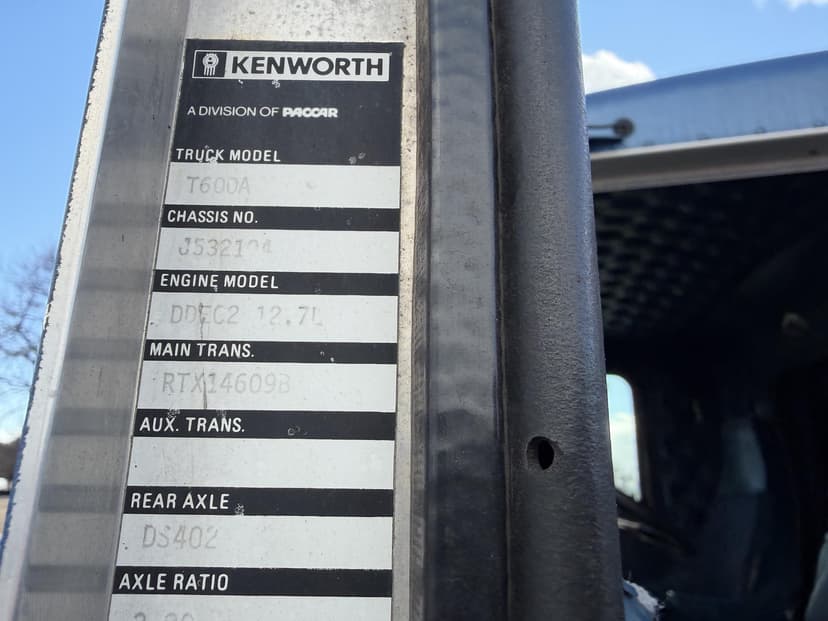 KENWORTH
A DIVISION OF PACCAR
TRUCK MODEL
T600A
CHASSIS NO.
ENGINE MODEL
DDEC2 12.7L
MAIN TRANS.
RTX14609B
AUX. TRANS.
REAR AXLE
DS402
AXLE RATIO